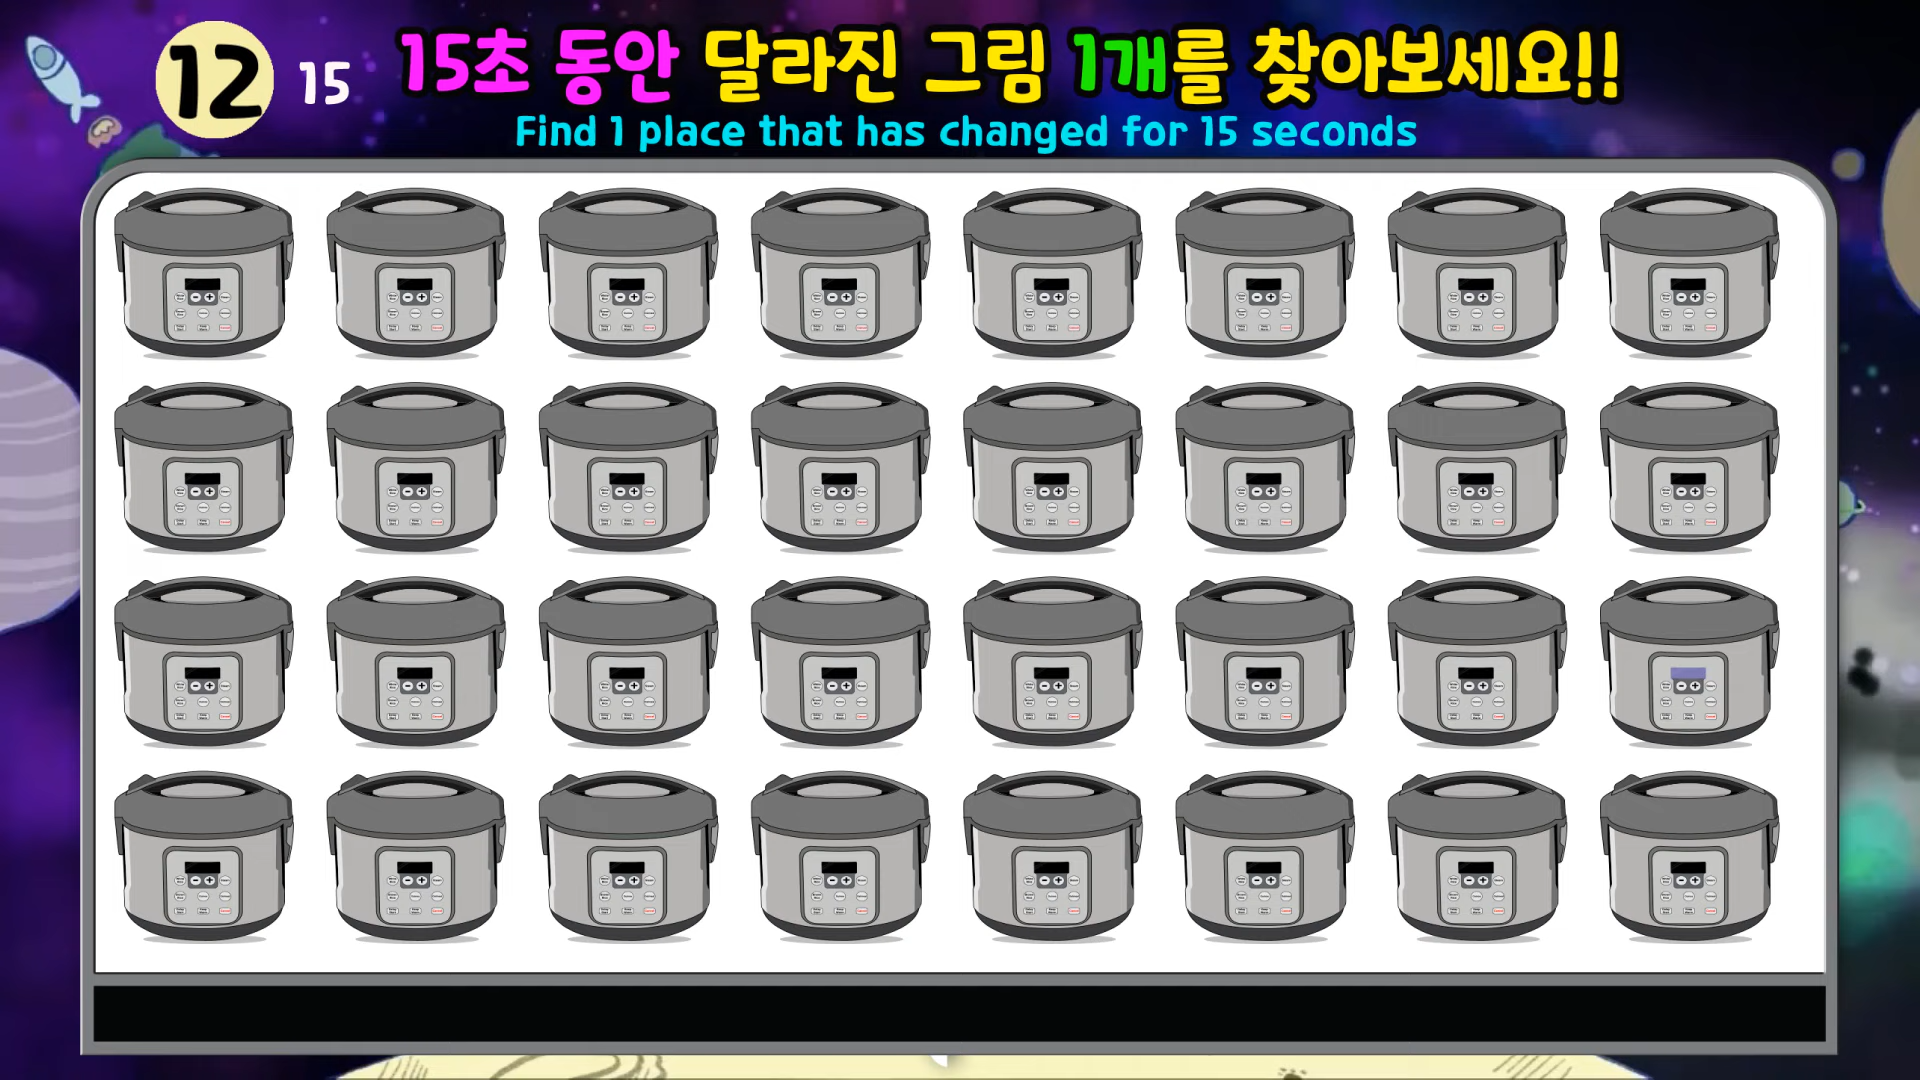 12 15 15초 동안 달라진 그림 1개를 찾아보세요!!
Find 1 place that has changed for 15 seconds